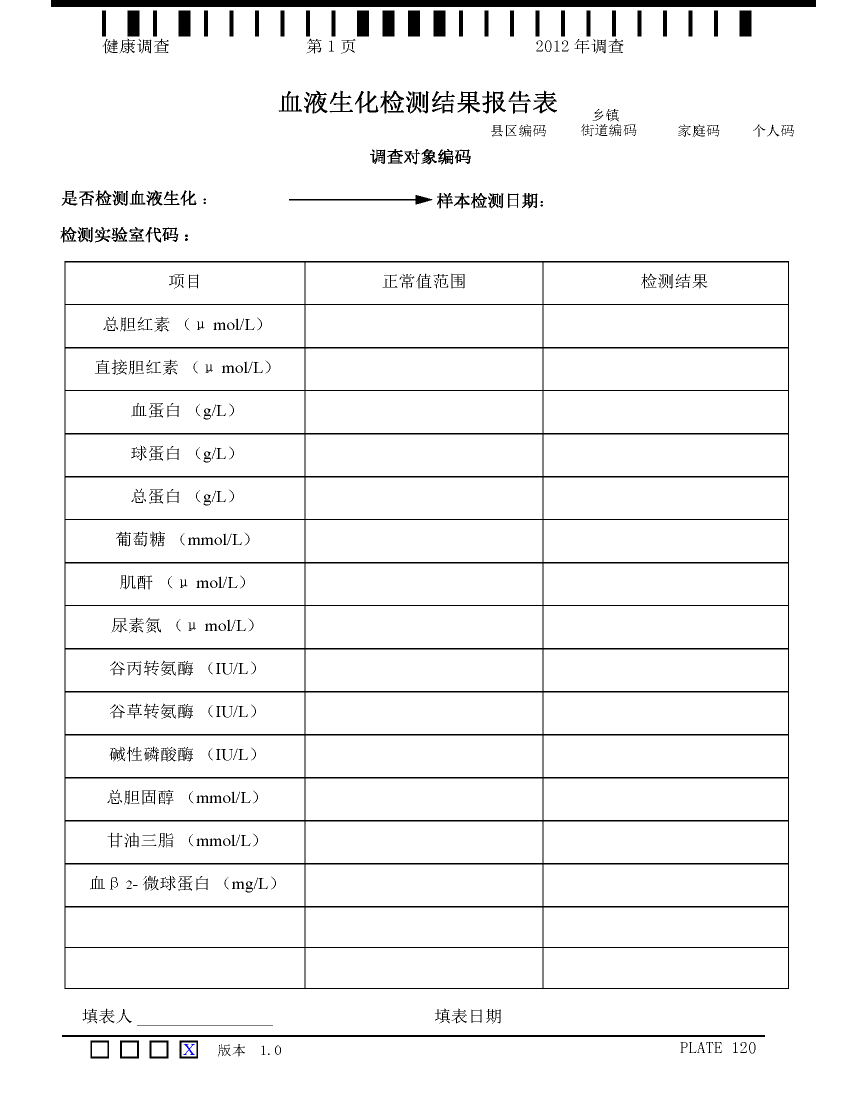 健康调查 第 1 页 2012 年调查
血液生化检测结果报告表
乡镇
县区编码 街道编码 家庭码 个人码
调查对象编码
是否检测血液生化： 样本检测日期：
检测实验室代码：
项目 正常值范围 检测结果
总胆红素 （μ mol/L）
直接胆红素 （μ mol/L）
血蛋白 （g/L）
球蛋白 （g/L）
总蛋白 （g/L）
葡萄糖 （mmol/L）
肌酐 （μ mol/L）
尿素氮 （μ mol/L）
谷丙转氨酶 （IU/L）
谷草转氨酶 （IU/L）
碱性磷酸酶 （IU/L）
总胆固醇 （mmol/L）
甘油三脂 （mmol/L）
血β 2- 微球蛋白 （mg/L）
填表人 ________________ 填表日期
X 版本 1.0 PLATE 120